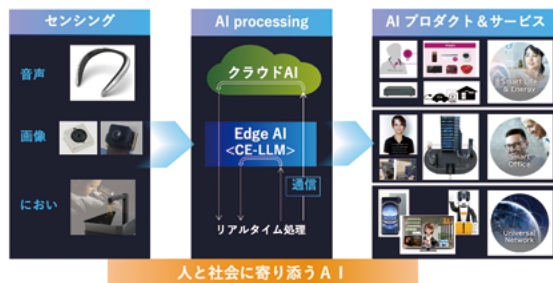 センシング
音声
画像
におい
AI processing
クラウドAI
Edge AI
<CE-LLM>
通信
リアルタイム処理
AI プロダクト＆サービス
Smart Life
& Energy
Smart
Office
Universal
Network
人と社会に寄り添うAI